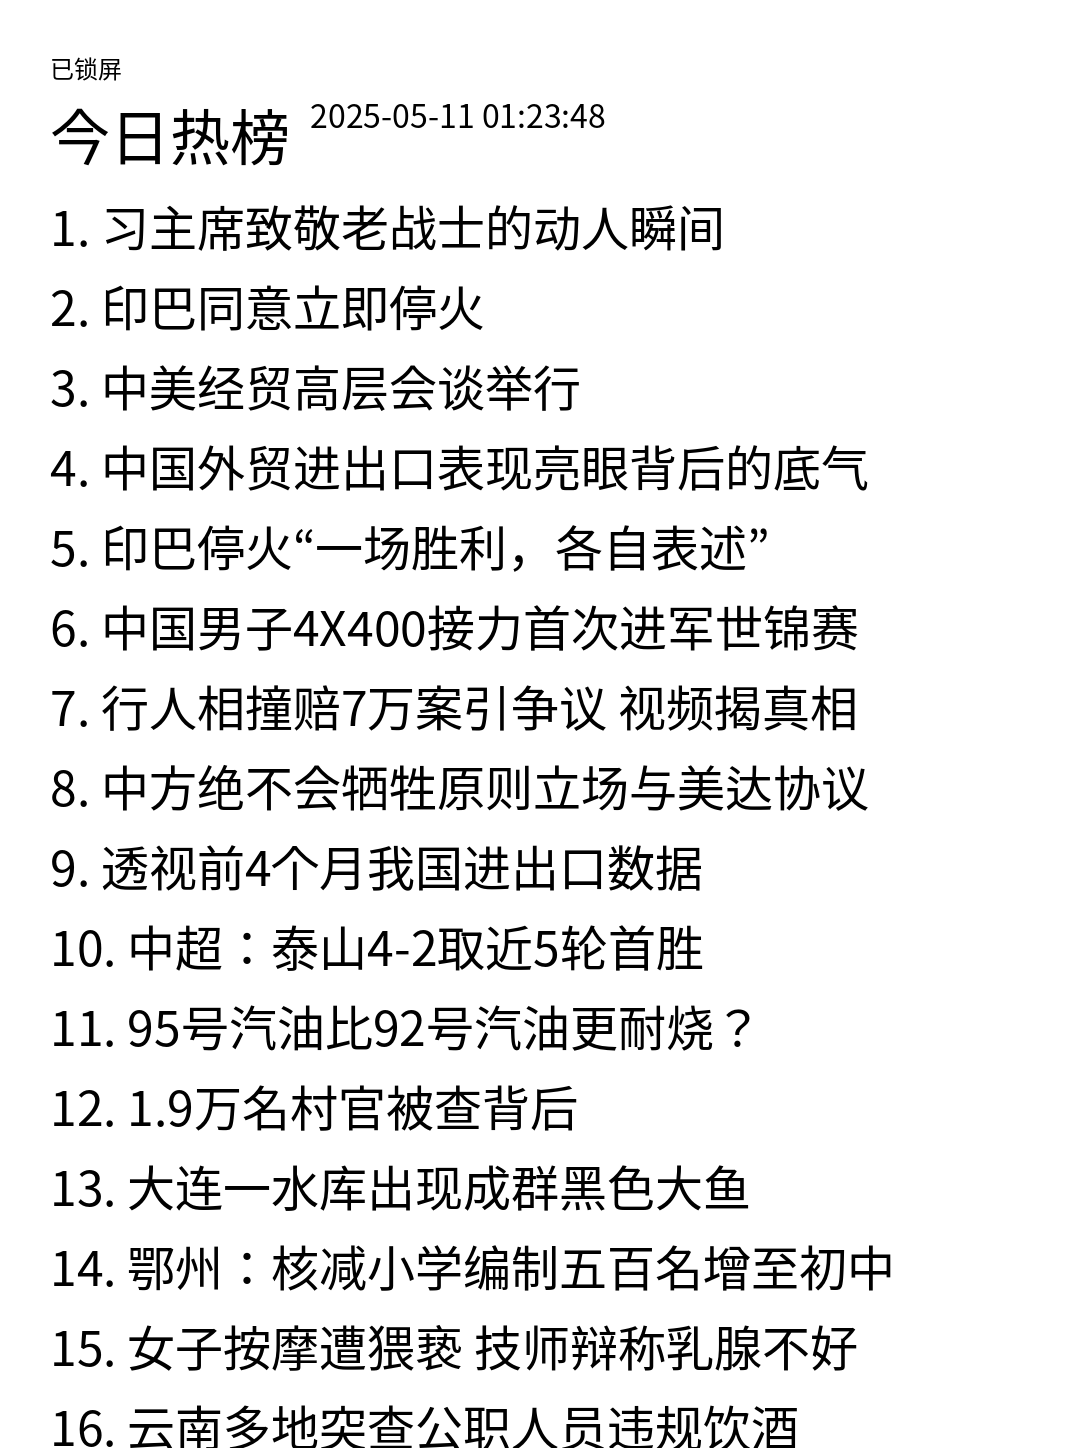 已锁屏
今日热榜 2025-05-11 01:23:48
1. 习主席致敬老战士的动人瞬间
2. 印巴同意立即停火
3. 中美经贸高层会谈举行
4. 中国外贸进出口表现亮眼背后的底气
5. 印巴停火“一场胜利，各自表述”
6. 中国男子4X400接力首次进军世锦赛
7. 行人相撞赔7万案引争议 视频揭真相
8. 中方绝不会牺牲原则立场与美达协议
9. 透视前4个月我国进出口数据
10. 中超：泰山4-2取近5轮首胜
11. 95号汽油比92号汽油更耐烧？
12. 1.9万名村官被查背后
13. 大连一水库出现成群黑色大鱼
14. 鄂州：核减小学编制五百名增至初中
15. 女子按摩遭猥亵 技师辩称乳腺不好
16. 云南多地突查公职人员违规饮酒